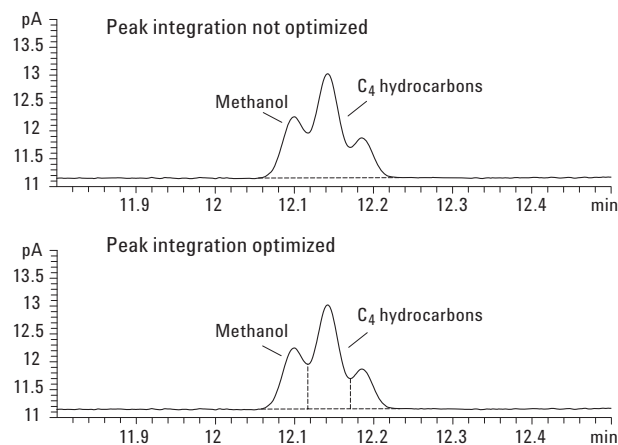 pA
Peak integration not optimized
13.5
13
12.5
12
11.5
11
Methanol
C₄ hydrocarbons
11.9 12 12.1 12.2 12.3 12.4 min
pA
Peak integration optimized
13.5
13
12.5
12
11.5
11
Methanol
C₄ hydrocarbons
11.9 12 12.1 12.2 12.3 12.4 min